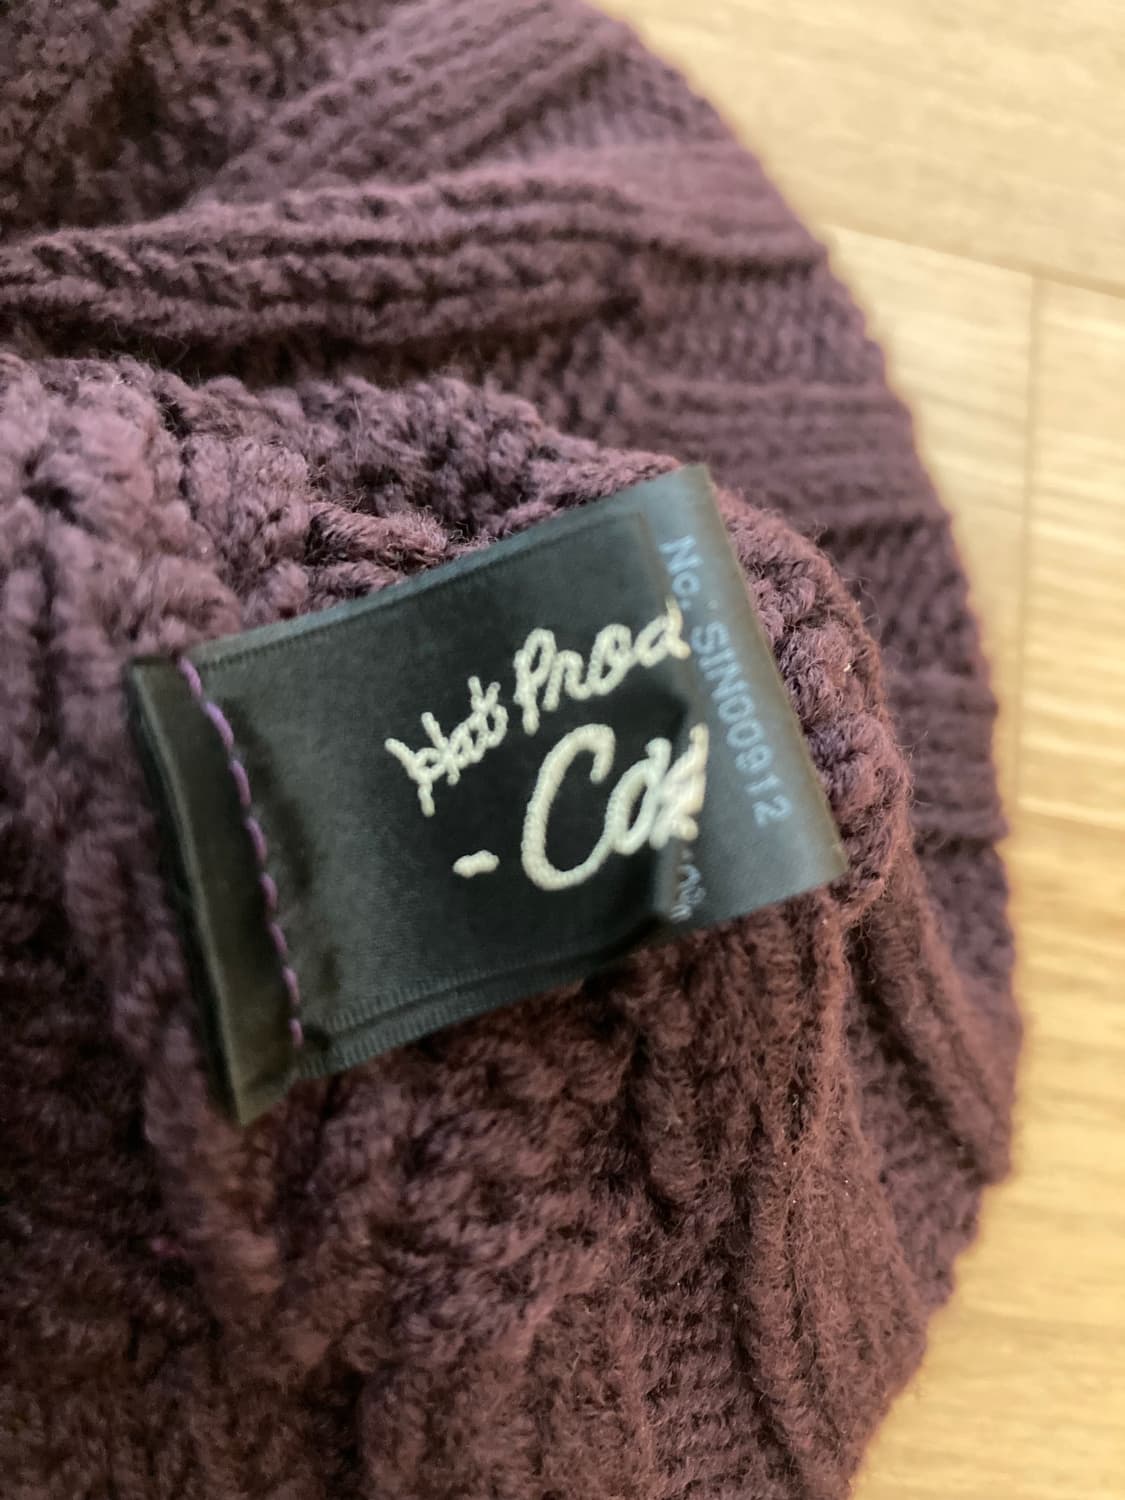 Hat Prod
- Co
No. SIN00912